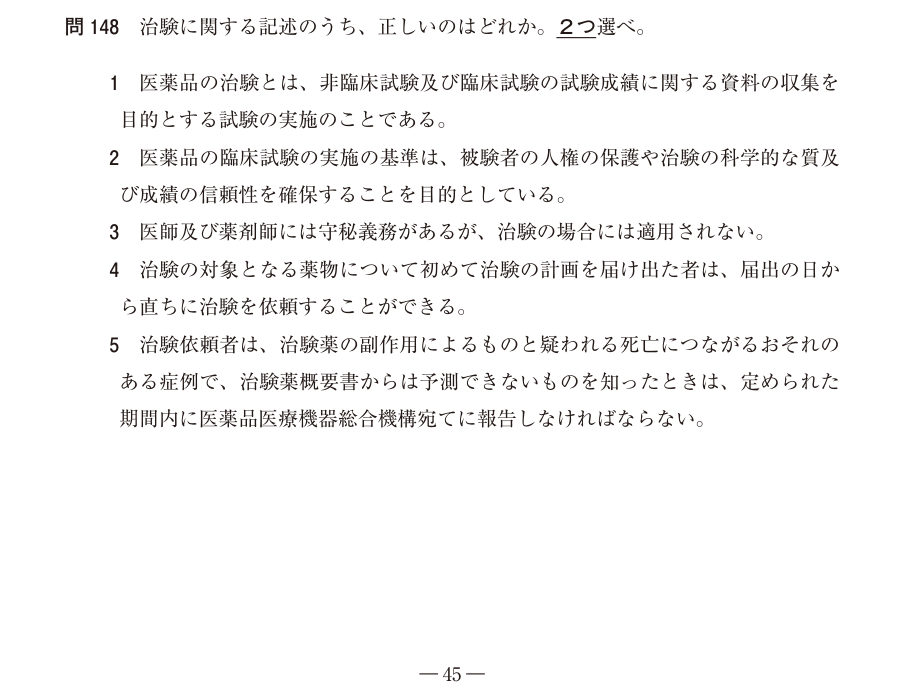 問 148　治験に関する記述のうち、正しいのはどれか。２つ選べ。
1　医薬品の治験とは、非臨床試験及び臨床試験の試験成績に関する資料の収集を
目的とする試験の実施のことである。
2　医薬品の臨床試験の実施の基準は、被験者の人権の保護や治験の科学的な質及
び成績の信頼性を確保することを目的としている。
3　医師及び薬剤師には守秘義務があるが、治験の場合には適用されない。
4　治験の対象となる薬物について初めて治験の計画を届け出た者は、届出の日か
ら直ちに治験を依頼することができる。
5　治験依頼者は、治験薬の副作用によるものと疑われる死亡につながるおそれの
ある症例で、治験薬概要書からは予測できないものを知ったときは、定められた
期間内に医薬品医療機器総合機構宛てに報告しなければならない。
― 45 ―